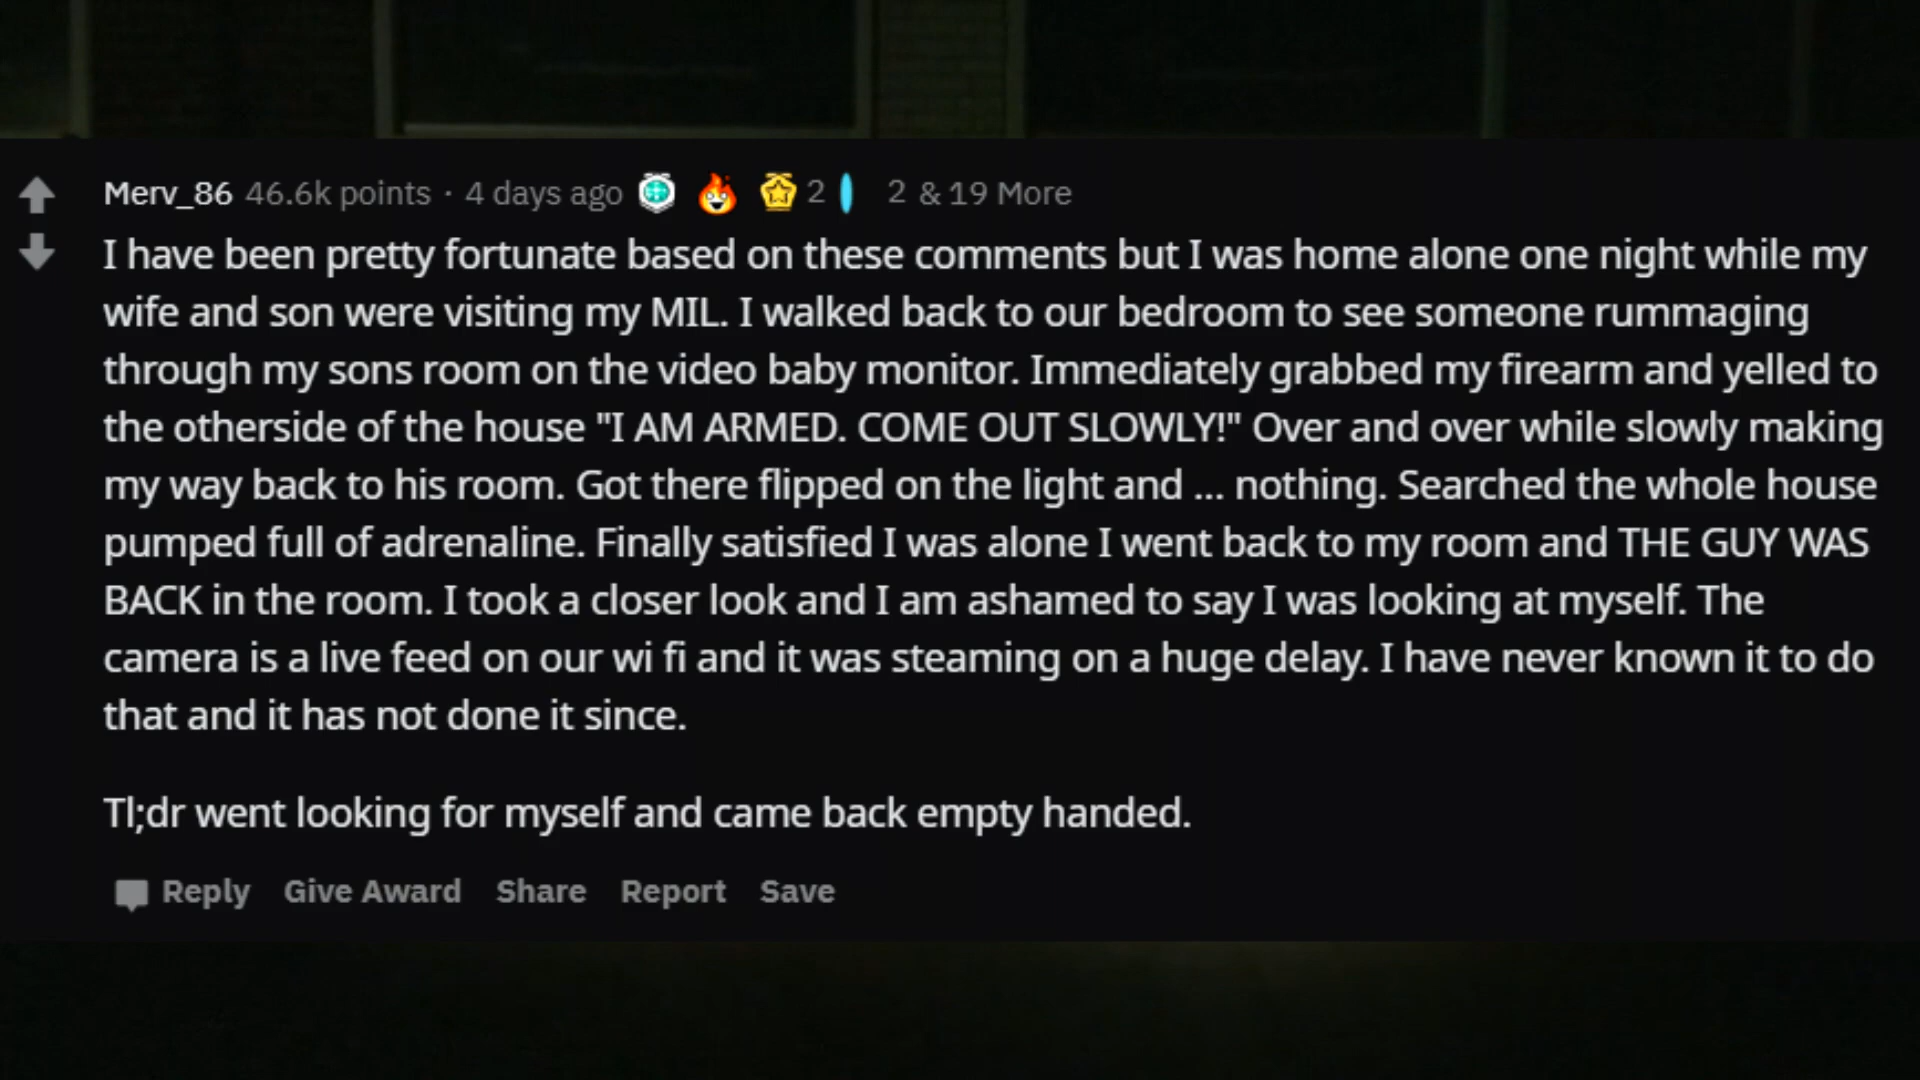 Merv_86 46.6k points · 4 days ago 2 2 & 19 More
I have been pretty fortunate based on these comments but I was home alone one night while my
wife and son were visiting my MIL. I walked back to our bedroom to see someone rummaging
through my sons room on the video baby monitor. Immediately grabbed my firearm and yelled to
the otherside of the house "I AM ARMED. COME OUT SLOWLY!" Over and over while slowly making
my way back to his room. Got there flipped on the light and ... nothing. Searched the whole house
pumped full of adrenaline. Finally satisfied I was alone I went back to my room and THE GUY WAS
BACK in the room. I took a closer look and I am ashamed to say I was looking at myself. The
camera is a live feed on our wi fi and it was steaming on a huge delay. I have never known it to do
that and it has not done it since.
Tl;dr went looking for myself and came back empty handed.
Reply Give Award Share Report Save